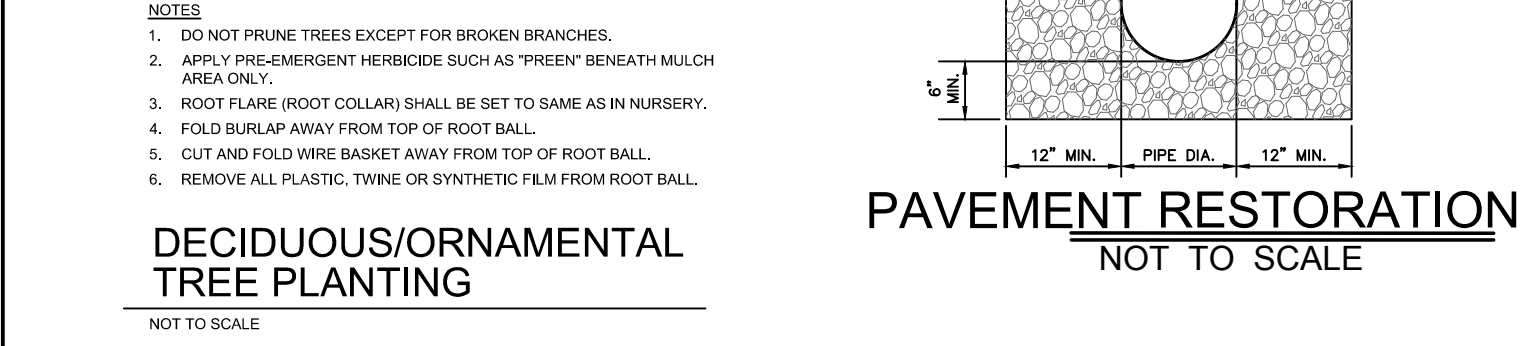 NOTES
1. DO NOT PRUNE TREES EXCEPT FOR BROKEN BRANCHES.
2. APPLY PRE-EMERGENT HERBICIDE SUCH AS "PREEN" BENEATH MULCH
AREA ONLY.
3. ROOT FLARE (ROOT COLLAR) SHALL BE SET TO SAME AS IN NURSERY.
4. FOLD BURLAP AWAY FROM TOP OF ROOT BALL.
5. CUT AND FOLD WIRE BASKET AWAY FROM TOP OF ROOT BALL.
6. REMOVE ALL PLASTIC, TWINE OR SYNTHETIC FILM FROM ROOT BALL.
DECIDUOUS/ORNAMENTAL
TREE PLANTING
NOT TO SCALE
6"
MIN.
12" MIN.
PIPE DIA.
12" MIN.
PAVEMENT RESTORATION
NOT TO SCALE